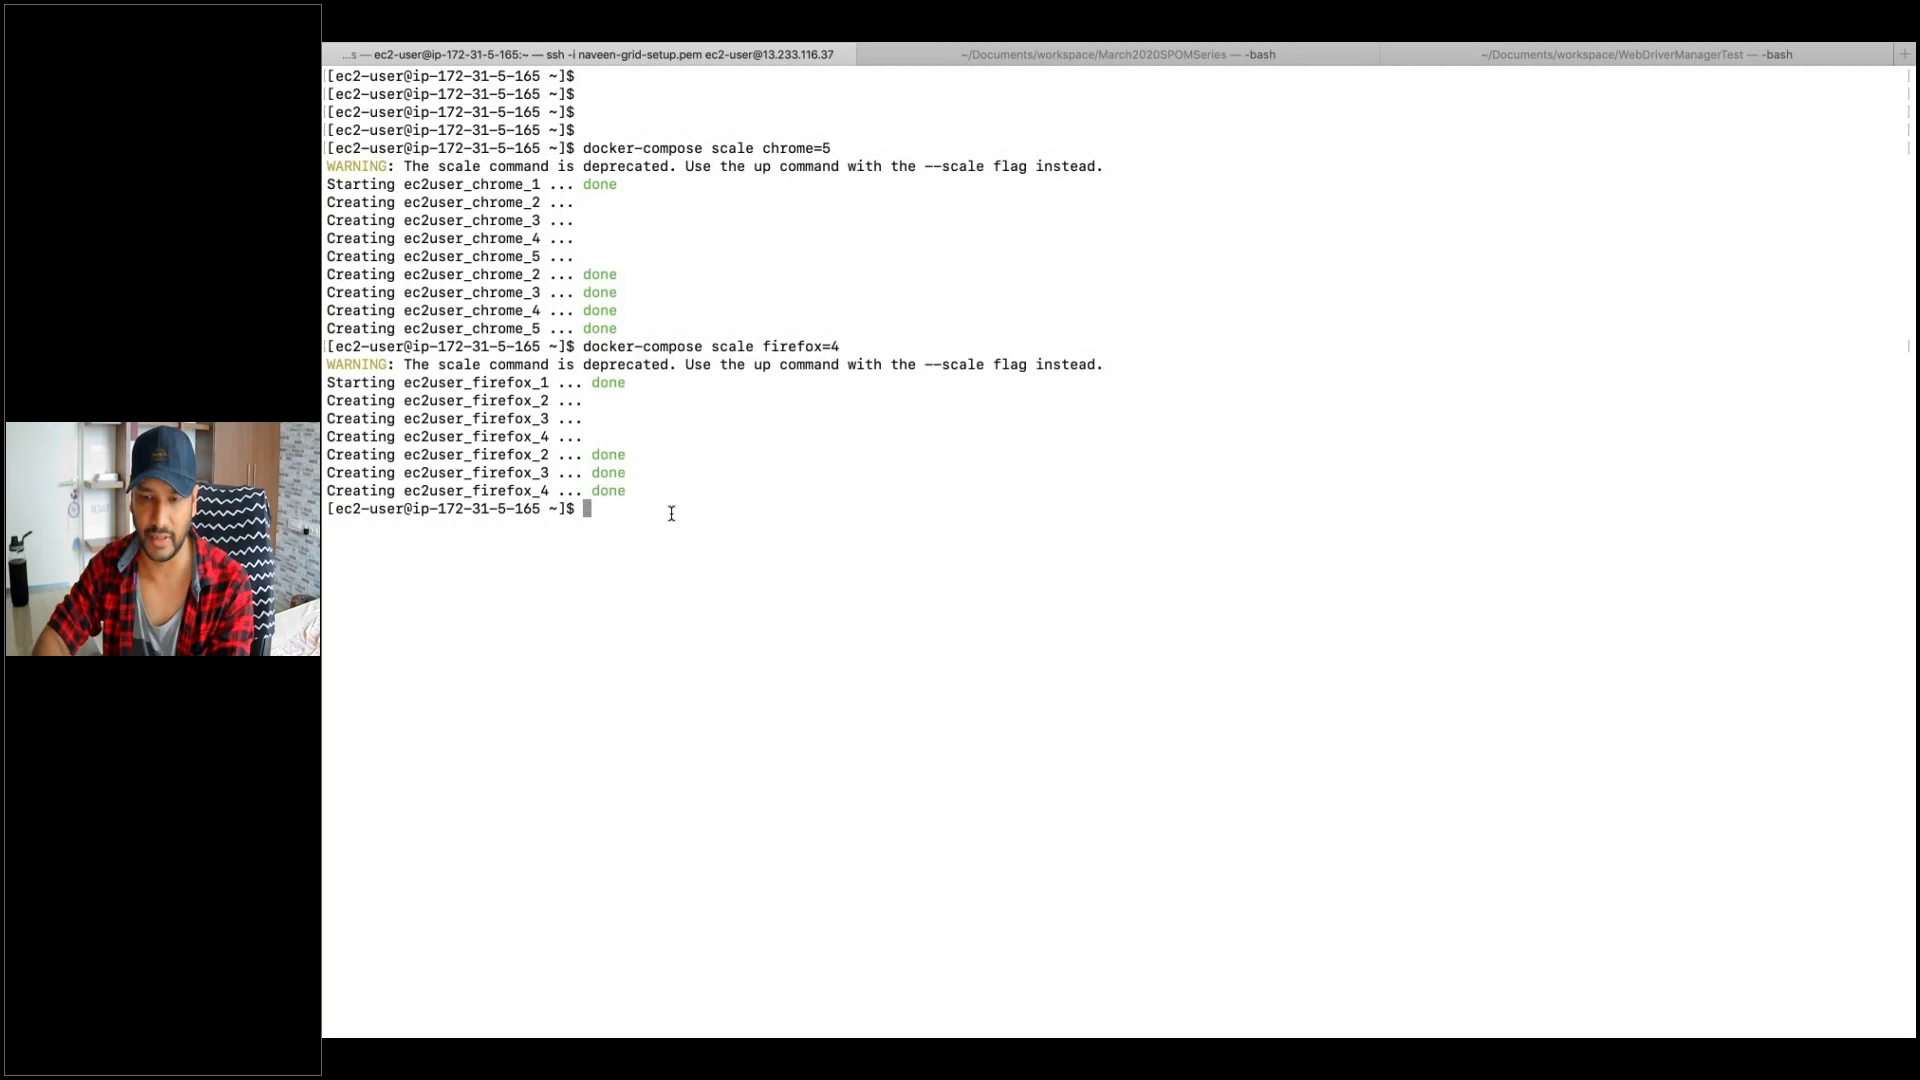 ...s — ec2-user@ip-172-31-5-165:~ — ssh -i naveen-grid-setup.pem ec2-user@13.233.116.37
~/Documents/workspace/March2020SPOMSeries — -bash
~/Documents/workspace/WebDriverManagerTest — -bash
+
[ec2-user@ip-172-31-5-165 ~]$
[ec2-user@ip-172-31-5-165 ~]$
[ec2-user@ip-172-31-5-165 ~]$
[ec2-user@ip-172-31-5-165 ~]$
[ec2-user@ip-172-31-5-165 ~]$ docker-compose scale chrome=5
WARNING: The scale command is deprecated. Use the up command with the --scale flag instead.
Starting ec2user_chrome_1 ... done
Creating ec2user_chrome_2 ...
Creating ec2user_chrome_3 ...
Creating ec2user_chrome_4 ...
Creating ec2user_chrome_5 ...
Creating ec2user_chrome_2 ... done
Creating ec2user_chrome_3 ... done
Creating ec2user_chrome_4 ... done
Creating ec2user_chrome_5 ... done
[ec2-user@ip-172-31-5-165 ~]$ docker-compose scale firefox=4
WARNING: The scale command is deprecated. Use the up command with the --scale flag instead.
Starting ec2user_firefox_1 ... done
Creating ec2user_firefox_2 ...
Creating ec2user_firefox_3 ...
Creating ec2user_firefox_4 ...
Creating ec2user_firefox_2 ... done
Creating ec2user_firefox_3 ... done
Creating ec2user_firefox_4 ... done
[ec2-user@ip-172-31-5-165 ~]$